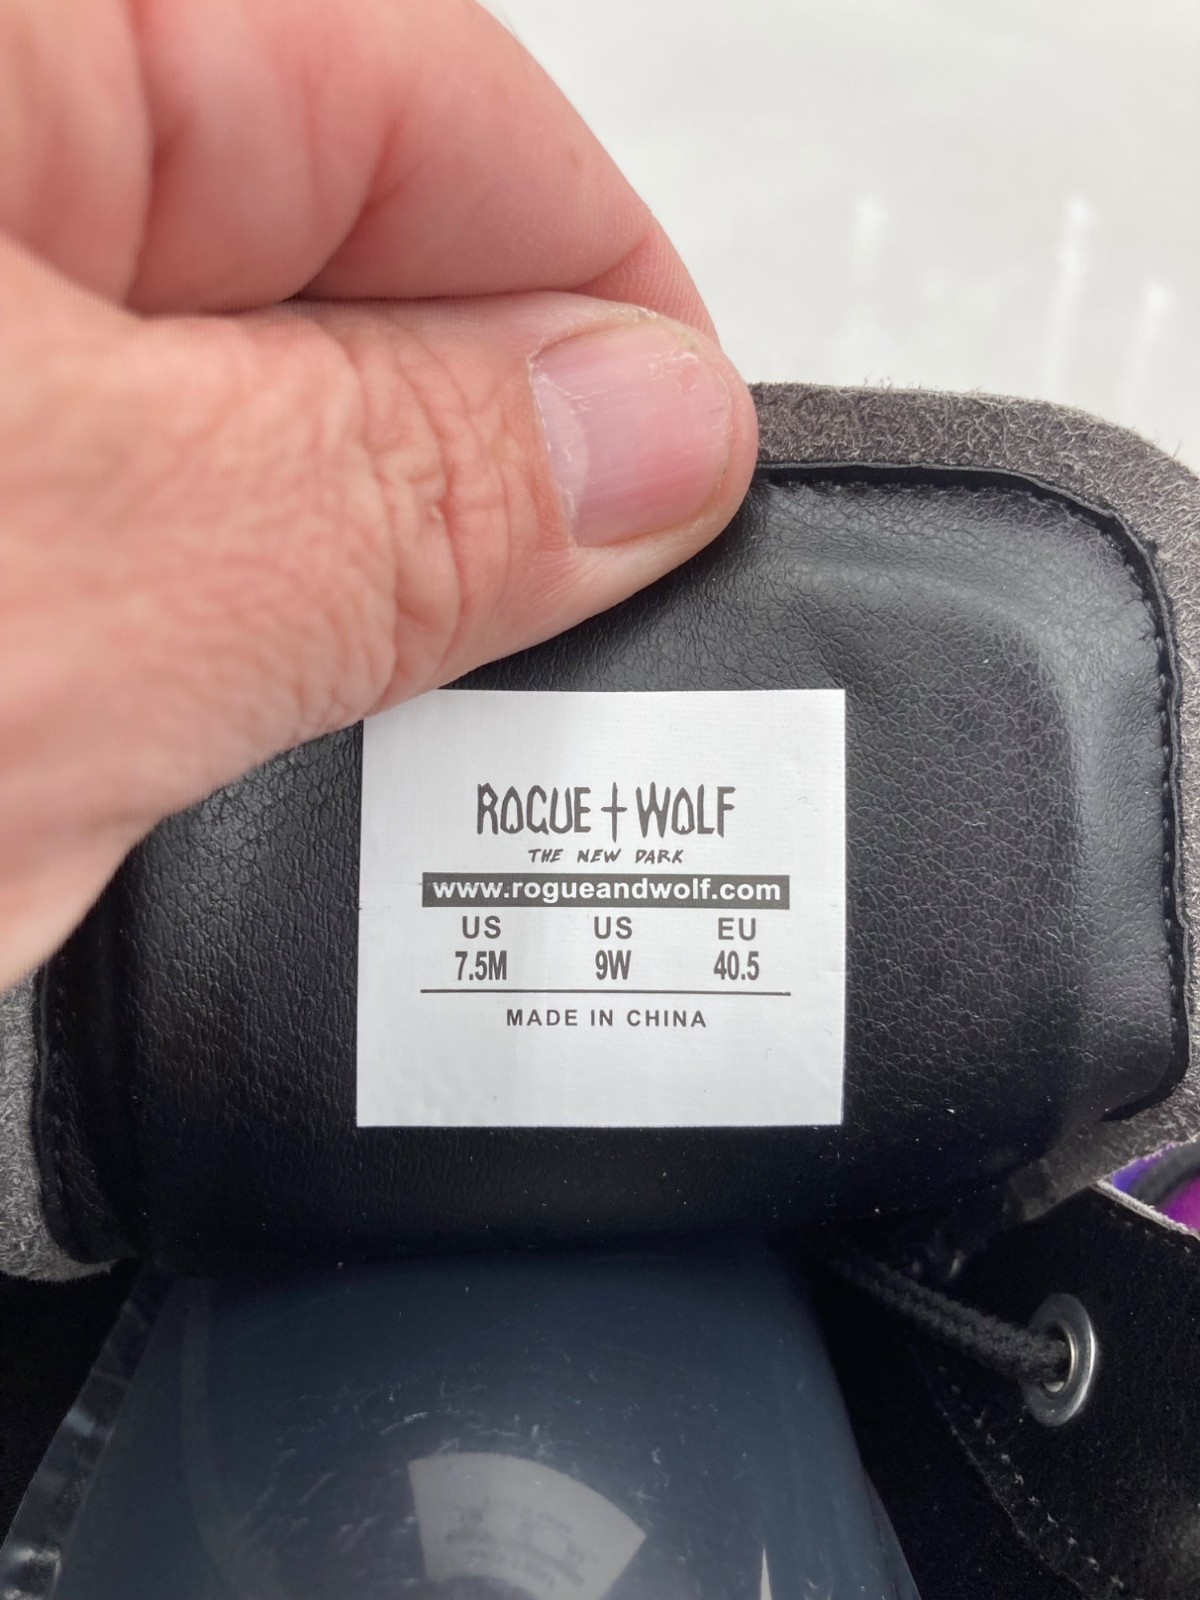 ROGUE † WOLF
THE NEW DARK
www.rogueandwolf.com
US US EU
7.5M 9W 40.5
MADE IN CHINA